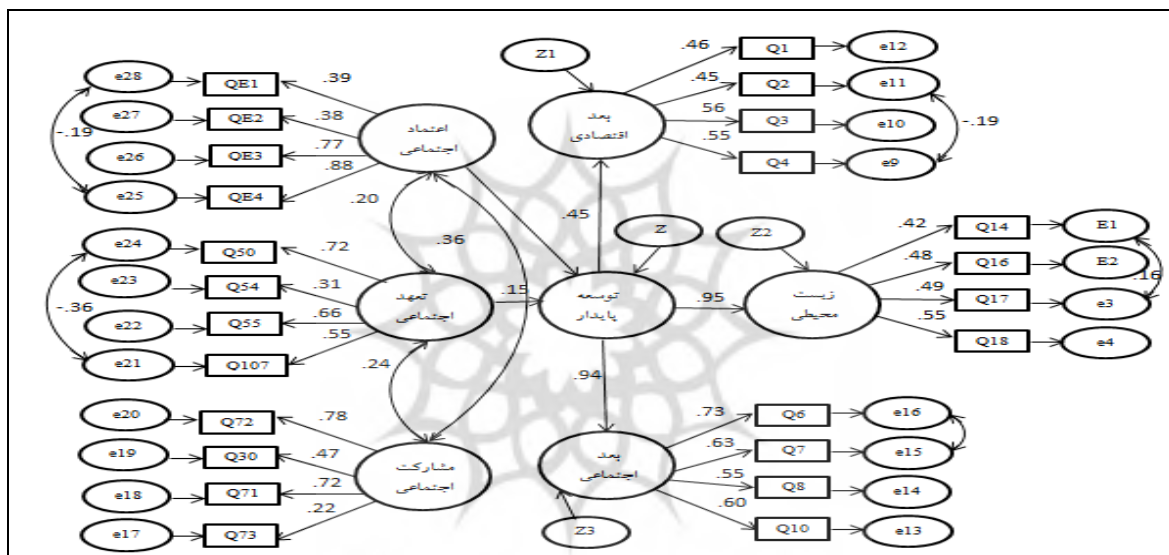 e28
QE1
.39
e27
QE2
.38
e26
QE3
.77
e25
QE4
.88
-.19
اعتماد
اجتماعی
e24
Q50
.72
e23
Q54
.31
e22
Q55
.66
e21
Q107
.55
-.36
تعهد
اجتماعی
.20
.36
.24
.15
e20
Q72
.78
e19
Q30
.47
e18
Q71
.72
e17
Q73
.22
مشارکت
اجتماعی
Z
توسعه
پایدار
.45
.95
.94
Z1
بعد
اقتصادی
.46
Q1
e12
.45
Q2
e11
56
Q3
e10
.55
Q4
e9
-.19
Z2
زیست
محیطی
.42
Q14
E1
.48
Q16
E2
.49
Q17
e3
.55
Q18
e4
.16
Z3
بعد
اجتماعی
.73
Q6
e16
.63
Q7
e15
.55
Q8
e14
.60
Q10
e13